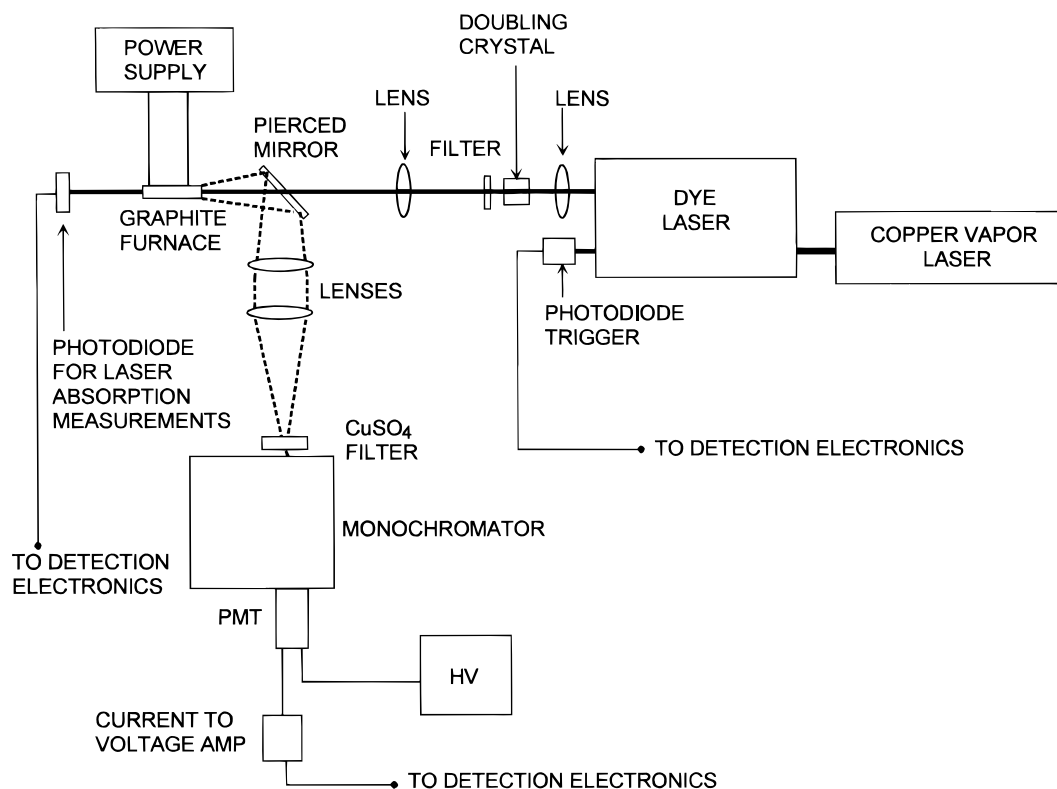 DOUBLING
CRYSTAL
POWER
SUPPLY
LENS
LENS
PIERCED
MIRROR
FILTER
DYE
LASER
GRAPHITE
FURNACE
COPPER VAPOR
LASER
LENSES
PHOTODIODE
TRIGGER
PHOTODIODE
FOR LASER
ABSORPTION
MEASUREMENTS
CuSO4
FILTER
TO DETECTION ELECTRONICS
MONOCHROMATOR
TO DETECTION
ELECTRONICS
PMT
HV
CURRENT TO
VOLTAGE AMP
TO DETECTION ELECTRONICS